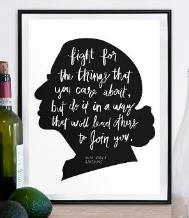 fight for
the things that
you care about,
but do it in a way
that will lead others
to join you.